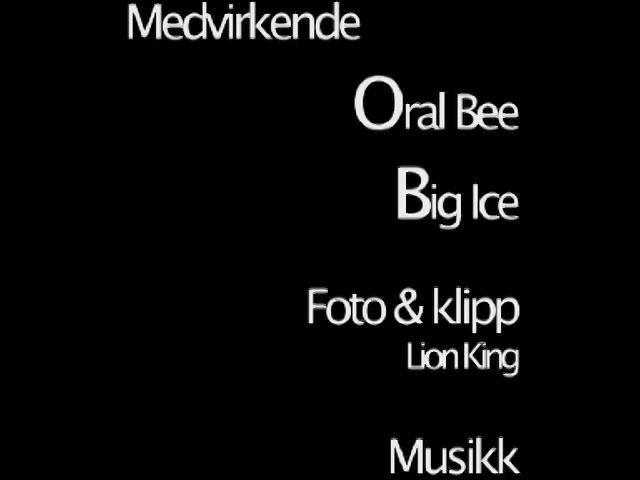 Medvirkende
Oral Bee
Big Ice
Foto & klipp
Lion King
Musikk